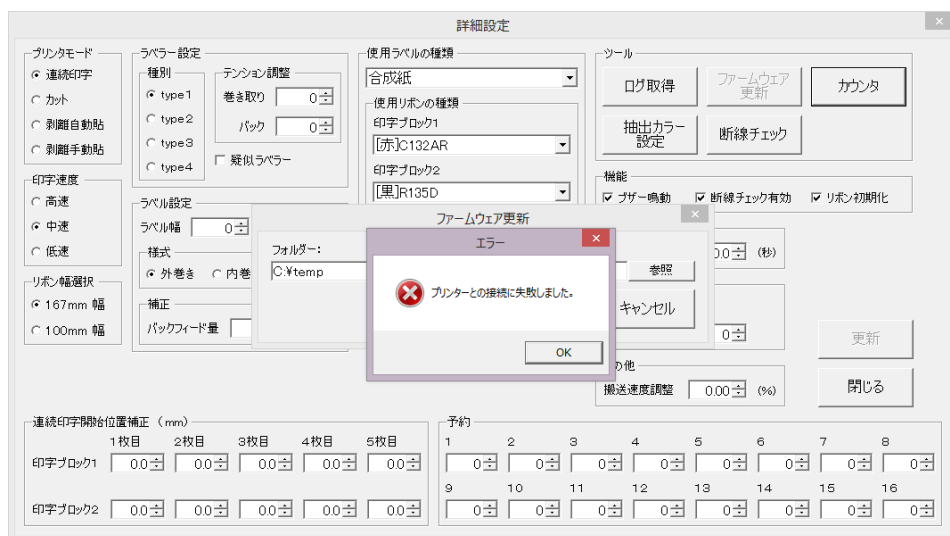 詳細設定
プリンタモード
連続印字
カット
剥離自動貼
剥離手動貼
印字速度
高速
中速
低速
リボン幅選択
167mm 幅
100mm 幅
ラベラー設定
種別
type1
type2
type3
type4
テンション調整
巻き取り 0
バック 0
疑似ラベラー
ラベル設定
ラベル幅 0
様式
外巻き 内巻
補正
バックフィード量
使用ラベルの種類
合成紙
使用リボンの種類
印字ブロック1
[赤]C132AR
印字ブロック2
[黒]R135D
ツール
ログ取得
ファームウェア
更新
カウンタ
抽出カラー
設定
断線チェック
機能
ブザー鳴動 断線チェック有効 リボン初期化
0.0 (秒)
0
の他
搬送速度調整 0.00 (%)
更新
閉じる
ファームウェア更新
フォルダー:
C:¥temp
参照
キャンセル
エラー
プリンターとの接続に失敗しました。
OK
連続印字開始位置補正 (mm)
1枚目 2枚目 3枚目 4枚目 5枚目
印字ブロック1 0.0 0.0 0.0 0.0 0.0
印字ブロック2 0.0 0.0 0.0 0.0 0.0
予約
1 2 3 4 5 6 7 8
0 0 0 0 0 0 0 0
9 10 11 12 13 14 15 16
0 0 0 0 0 0 0 0